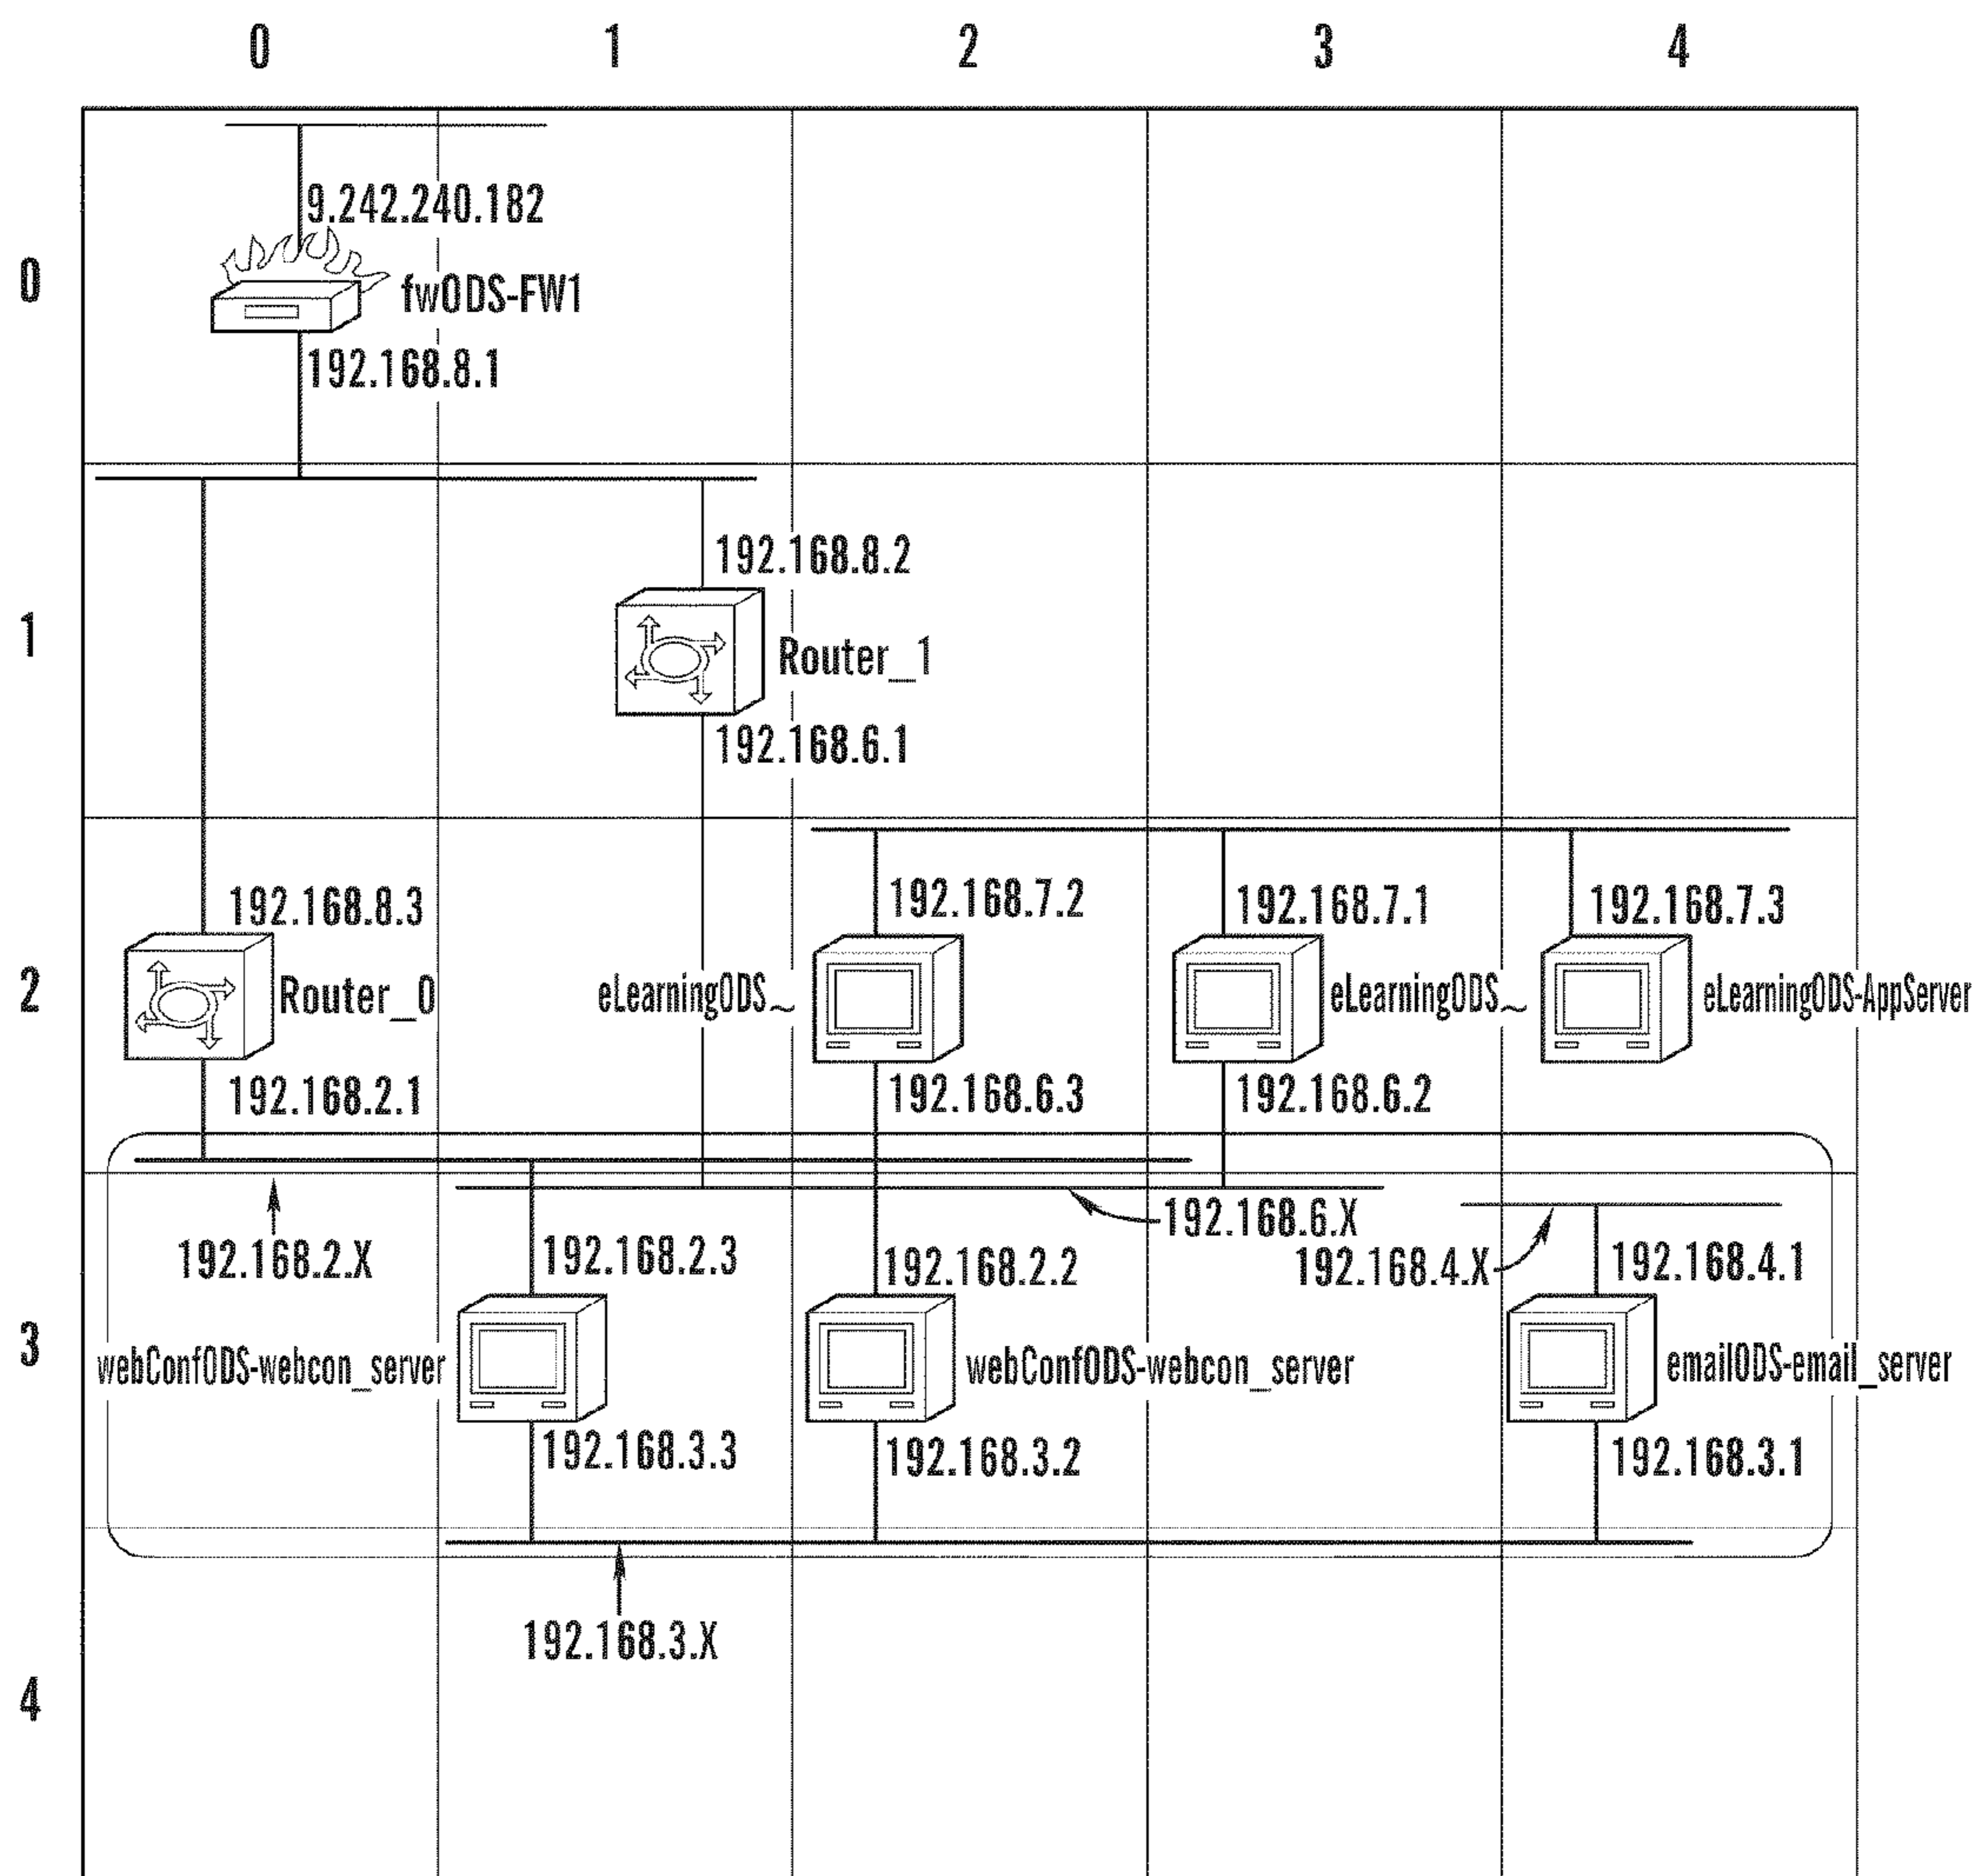 0 1 2 3 4
9.242.240.182
0
fwODS-FW1
192.168.8.1
192.168.8.2
1
Router_1
192.168.6.1
192.168.8.3
192.168.7.2
192.168.7.1
192.168.7.3
2
Router_0
eLearningODS~
eLearningODS~
eLearningODS-AppServer
192.168.2.1
192.168.6.3
192.168.6.2
192.168.6.X
192.168.2.X
192.168.2.3
192.168.2.2
192.168.4.X
192.168.4.1
3
webConfODS-webcon_server
webConfODS-webcon_server
emailODS-email_server
192.168.3.3
192.168.3.2
192.168.3.1
192.168.3.X
4